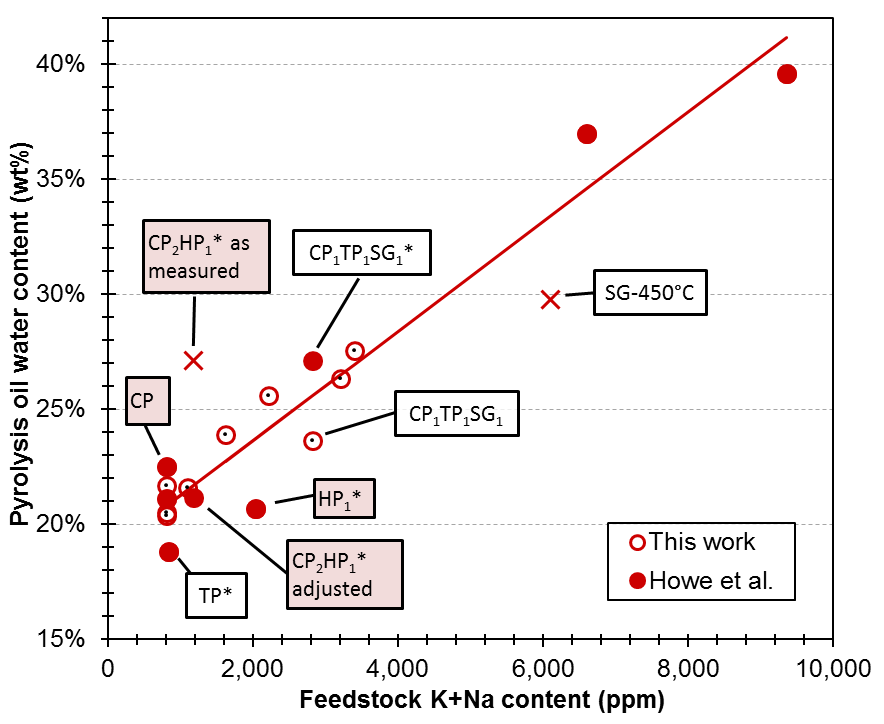 40%
35%
30%
25%
20%
15%
Pyrolysis oil water content (wt%)
CP₂HP₁* as
measured
CP₁TP₁SG₁*
SG-450°C
CP
CP₁TP₁SG₁
HP₁*
CP₂HP₁*
adjusted
TP*
This work
Howe et al.
0
2,000
4,000
6,000
8,000
10,000
Feedstock K+Na content (ppm)